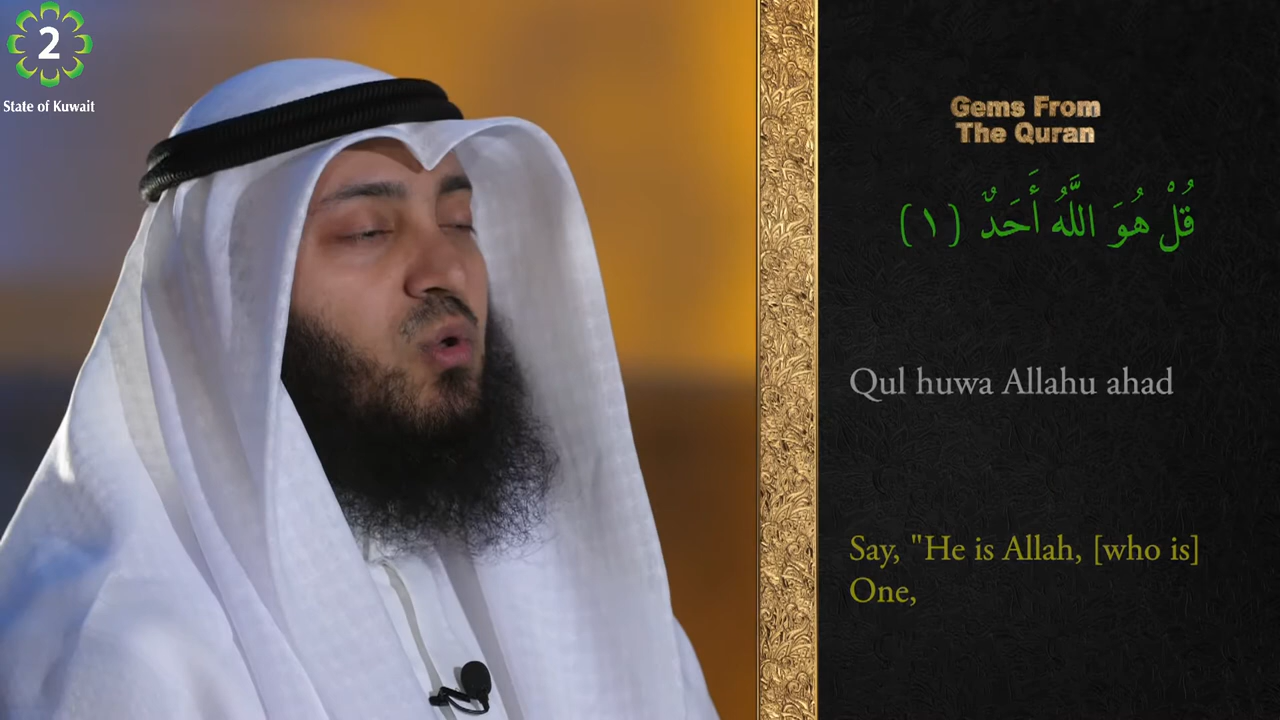 2
State of Kuwait
Gems From
The Quran
قُلْ هُوَ اللَّهُ أَحَدٌ (١)
Qul huwa Allahu ahad
Say, "He is Allah, [who is]
One,